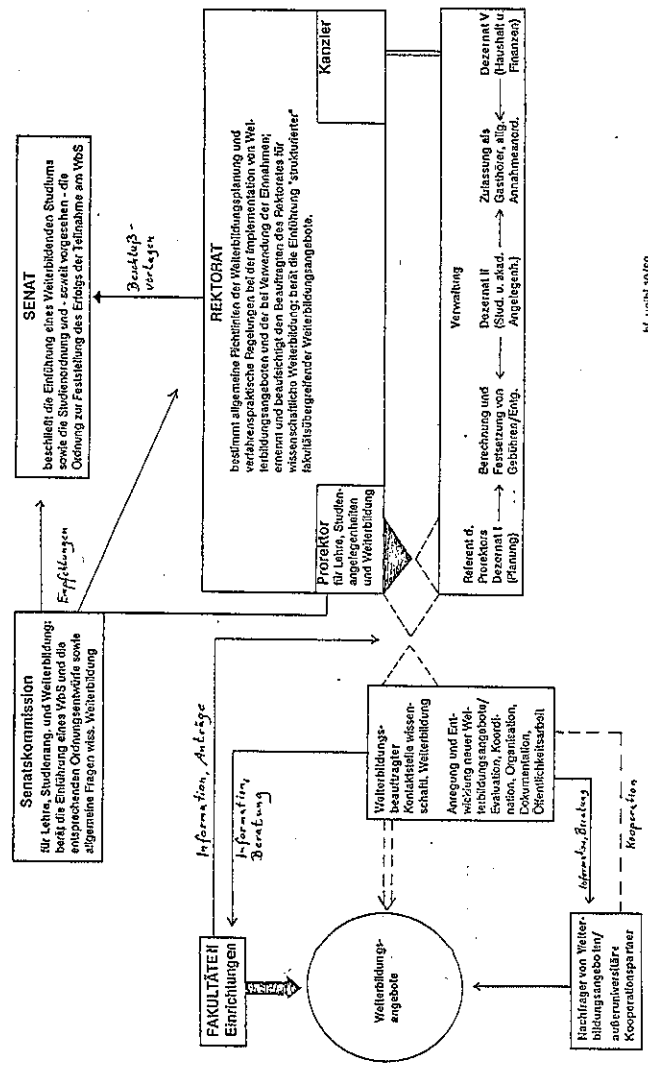 SENAT
beschließt die Einführung eines Weiterbildenden Studiums
sowie die Studienordnung und - soweit vorgesehen - die
Ordnung zur Feststellung des Erfolgs der Teilnahme am WbS
Beschluß-
vorlagen
Empfehlungen
Senatskommission
für Lehre, Studienang. und Weiterbildung:
berät die Einführung eines WbS und die
entsprechenden Ordnungsentwürfe sowie
allgemeine Fragen wiss. Weiterbildung
REKTORAT
bestimmt allgemeine Richtlinien der Weiterbildungsplanung und
verfahrenspraktische Regelungen bei der Implementation von Wei-
terbildungsangeboten und der bei Verwendung der Einnahmen;
ernennt und beaufsichtigt den Beauftragten des Rektorates für
wissenschaftliche Weiterbildung; berät die Einführung "strukturierter"
fakultätsübergreifender Weiterbildungsangebote.
Kanzler
Prorektor
für Lehre, Studien-
angelegenheiten
und Weiterbildung
Information, Anträge
Information,
Beratung
FAKULTÄTEN
Einrichtungen
Weiterbildungs-
angebote
Weiterbildungs-
beauftragter
Kontaktstelle wissen-
schaftl. Weiterbildung
Anregung und Ent-
wicklung neuer Wei-
terbildungsangebote/
Evaluation, Koordi-
nation, Organisation,
Dokumentation,
Öffentlichkeitsarbeit
Verwaltung
Referent d.
Prorektors
Dezernat I
(Planung)
Berechnung und
Festsetzung von
Gebühren/Entg.
Dezernat II
(Stud. u. akad.
Angelegenh.)
Zulassung als
Gasthörer, allg.
Annahmeanord.
Dezernat V
(Haushalt u.
Finanzen)
Information, Beratung
Kooperation
Nachfrager von Weiter-
bildungsangeboten/
außeruniversitäre
Kooperationspartner